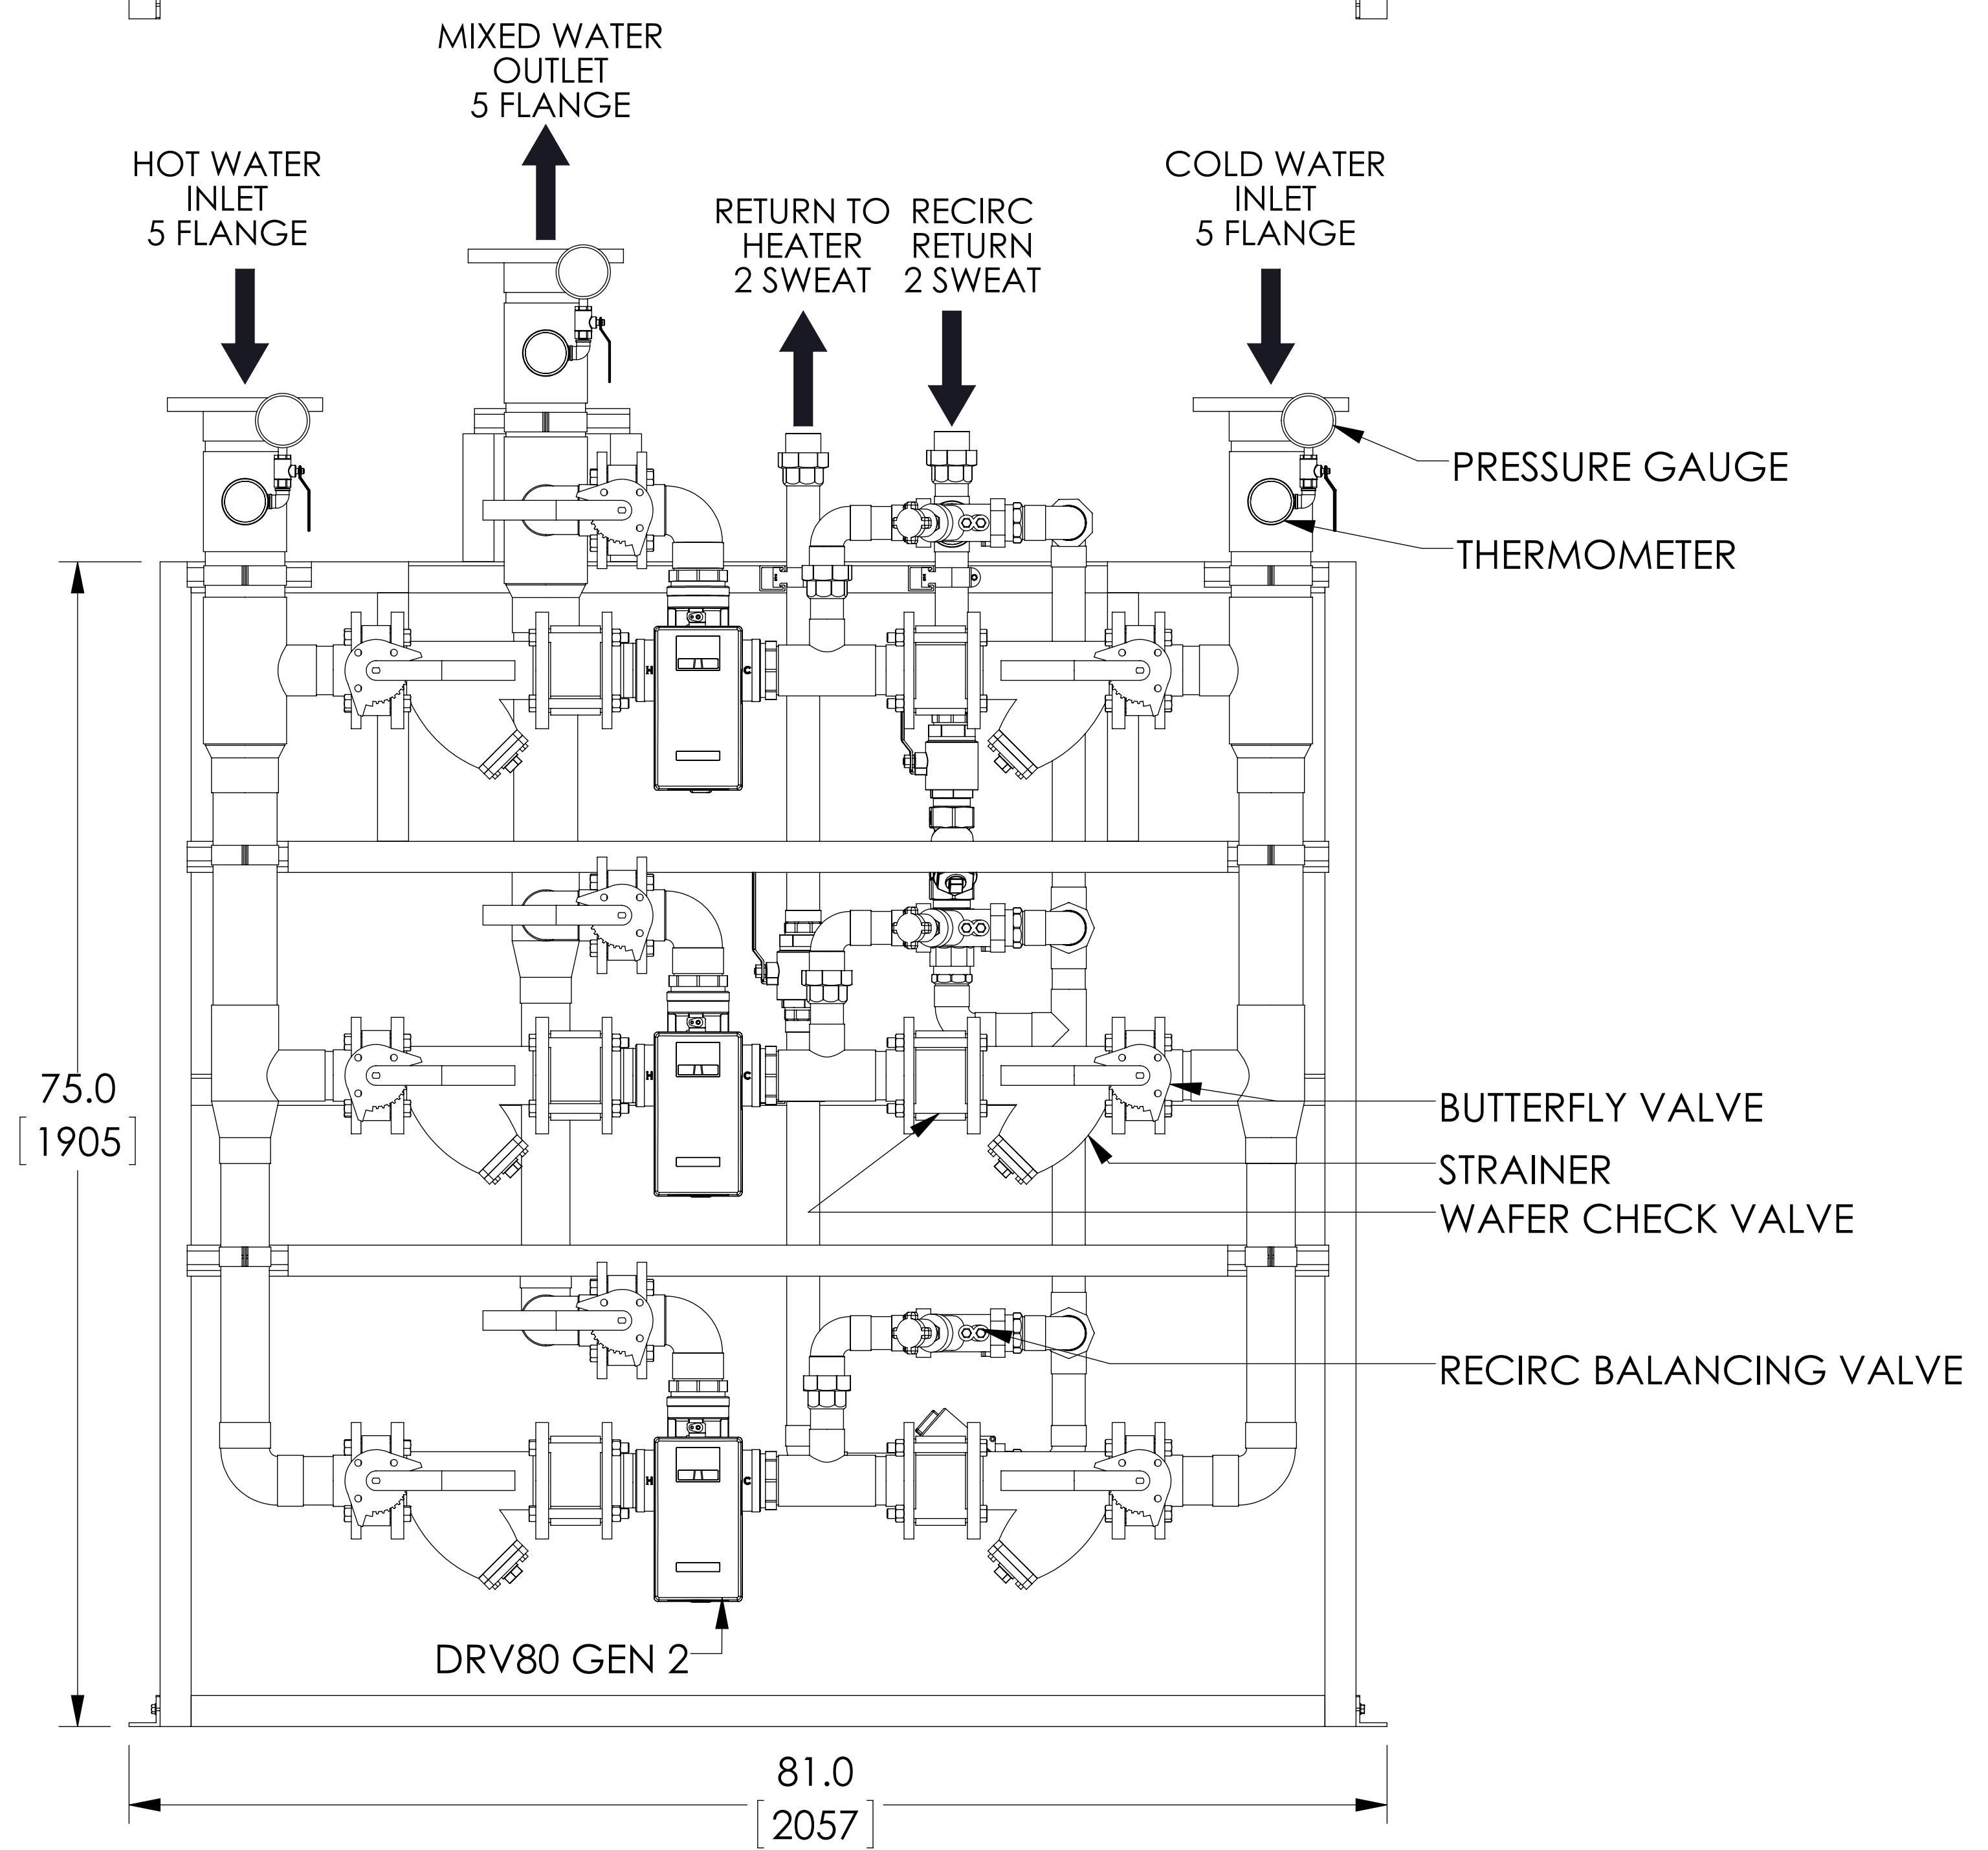 MIXED WATER
OUTLET
5 FLANGE
HOT WATER
INLET
5 FLANGE
RETURN TO
HEATER
2 SWEAT
RECIRC
RETURN
2 SWEAT
COLD WATER
INLET
5 FLANGE
PRESSURE GAUGE
THERMOMETER
H
C
75.0
[1905]
H
C
BUTTERFLY VALVE
STRAINER
WAFER CHECK VALVE
RECIRC BALANCING VALVE
H
C
DRV80 GEN 2
81.0
[2057]